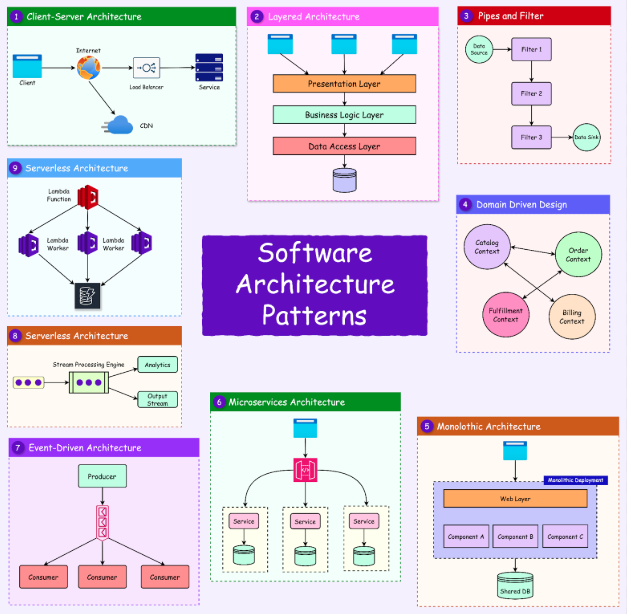 1 Client-Server Architecture
Internet
Client
Load Balancer
Service
CDN
2 Layered Architecture
Presentation Layer
Business Logic Layer
Data Access Layer
3 Pipes and Filter
Data
Source
Filter 1
Filter 2
Filter 3
Data Sink
9 Serverless Architecture
Lambda
Function
Lambda
Worker
Lambda
Worker
Software
Architecture
Patterns
4 Domain Driven Design
Catalog
Context
Order
Context
Fulfillment
Context
Billing
Context
8 Serverless Architecture
Stream Processing Engine
Analytics
Output
Stream
7 Event-Driven Architecture
Producer
Consumer
Consumer
Consumer
6 Microservices Architecture
Service
Service
Service
5 Monolothic Architecture
Monolithic Deployment
Web Layer
Component A
Component B
Component C
Shared DB